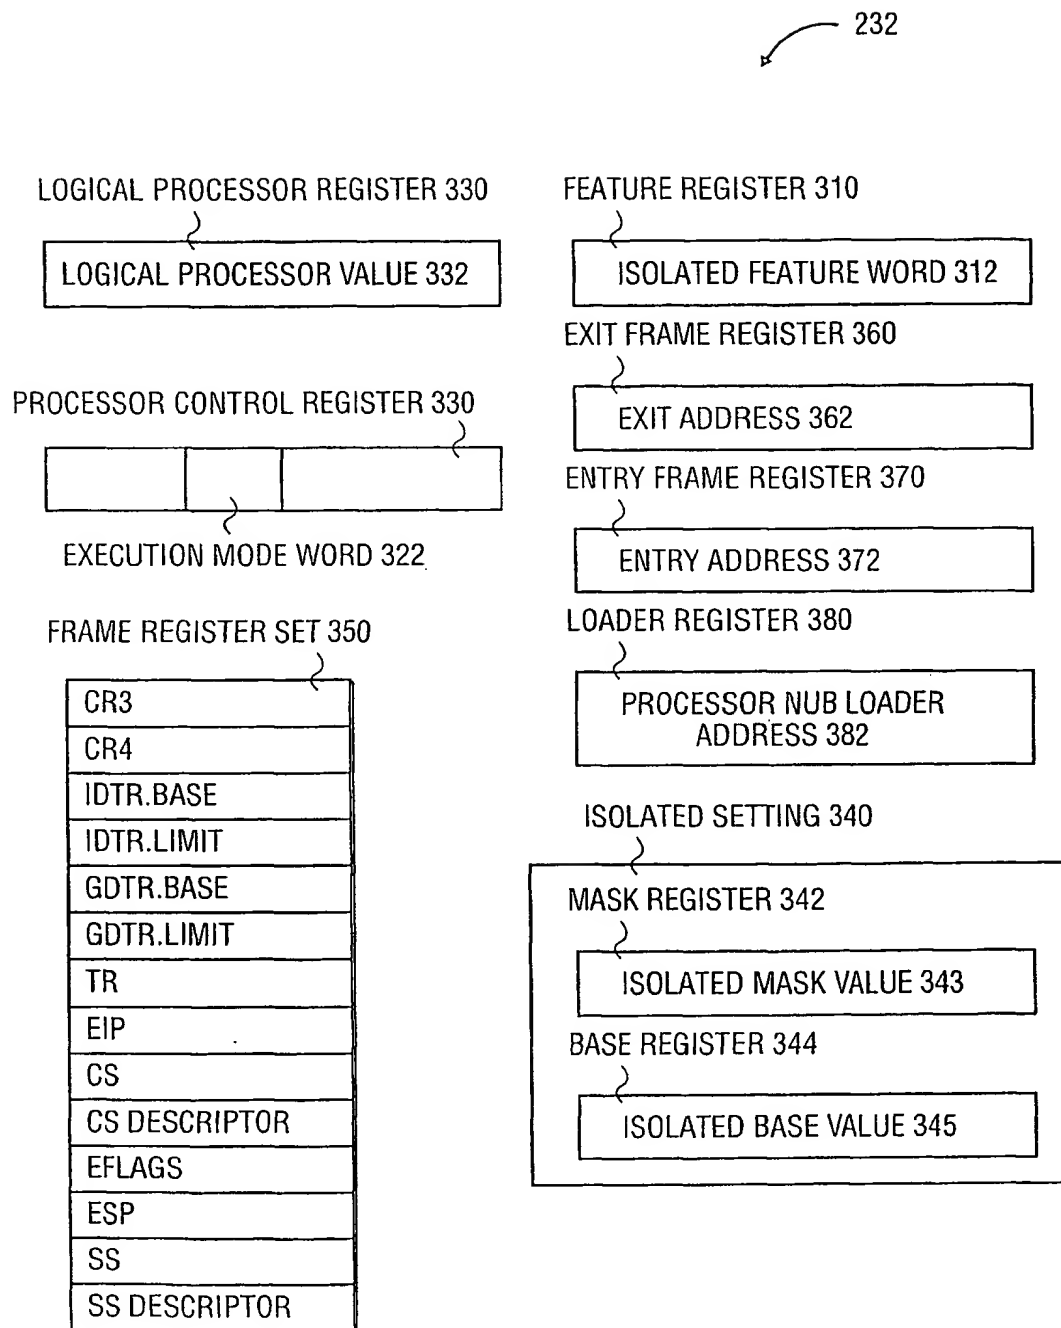 232
LOGICAL PROCESSOR REGISTER 330
LOGICAL PROCESSOR VALUE 332
PROCESSOR CONTROL REGISTER 330
EXECUTION MODE WORD 322
FRAME REGISTER SET 350
CR3
CR4
IDTR.BASE
IDTR.LIMIT
GDTR.BASE
GDTR.LIMIT
TR
EIP
CS
CS DESCRIPTOR
EFLAGS
ESP
SS
SS DESCRIPTOR
FEATURE REGISTER 310
ISOLATED FEATURE WORD 312
EXIT FRAME REGISTER 360
EXIT ADDRESS 362
ENTRY FRAME REGISTER 370
ENTRY ADDRESS 372
LOADER REGISTER 380
PROCESSOR NUB LOADER
ADDRESS 382
ISOLATED SETTING 340
MASK REGISTER 342
ISOLATED MASK VALUE 343
BASE REGISTER 344
ISOLATED BASE VALUE 345